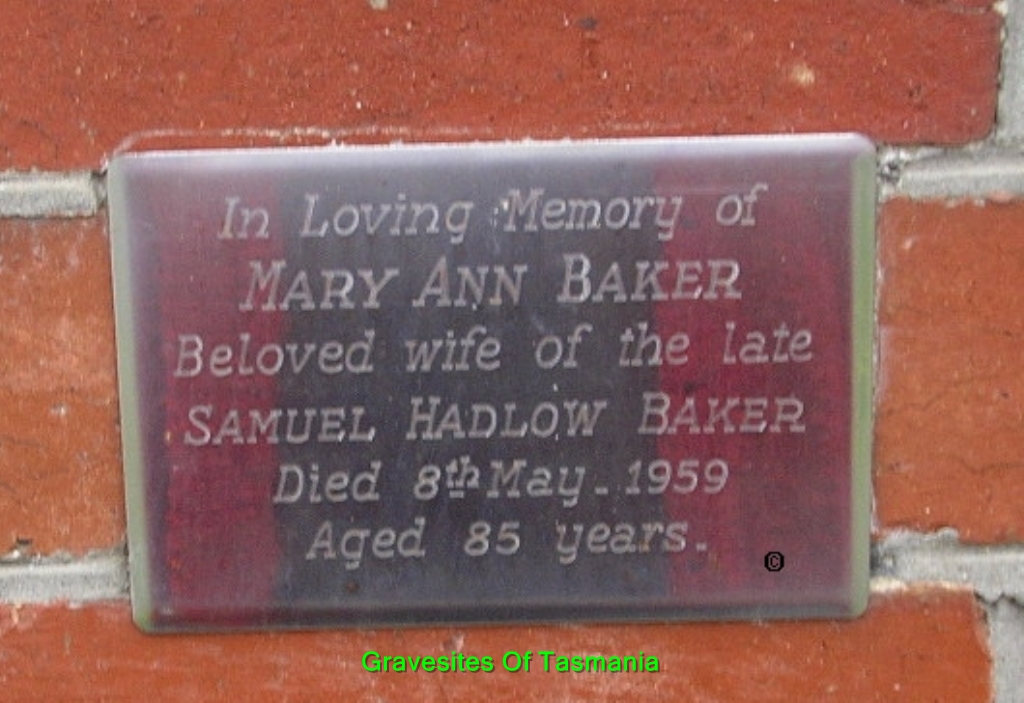 In Loving Memory of
MARY ANN BAKER
Beloved wife of the late
SAMUEL HADLOW BAKER
Died 8th May. 1959
Aged 85 years.
©
Gravesites Of Tasmania